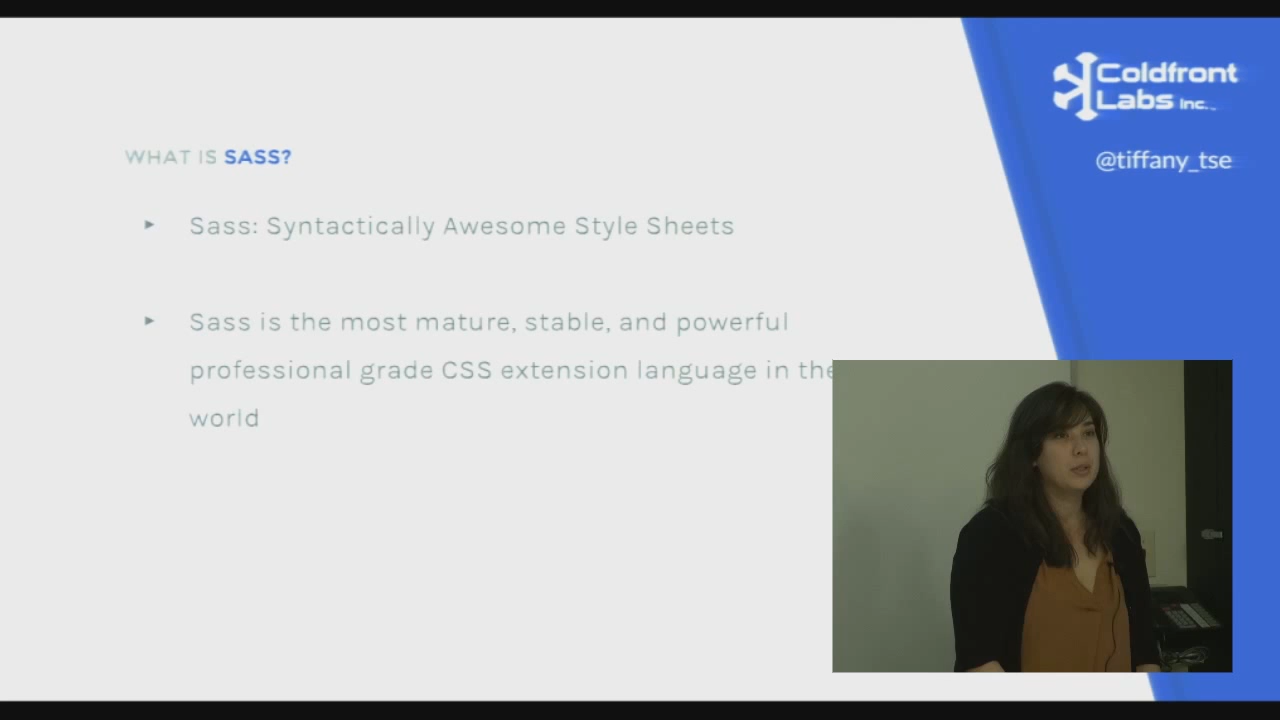 Coldfront
Labs Inc.
@tiffany_tse
WHAT IS SASS?
▸ Sass: Syntactically Awesome Style Sheets
▸ Sass is the most mature, stable, and powerful
professional grade CSS extension language in the
world